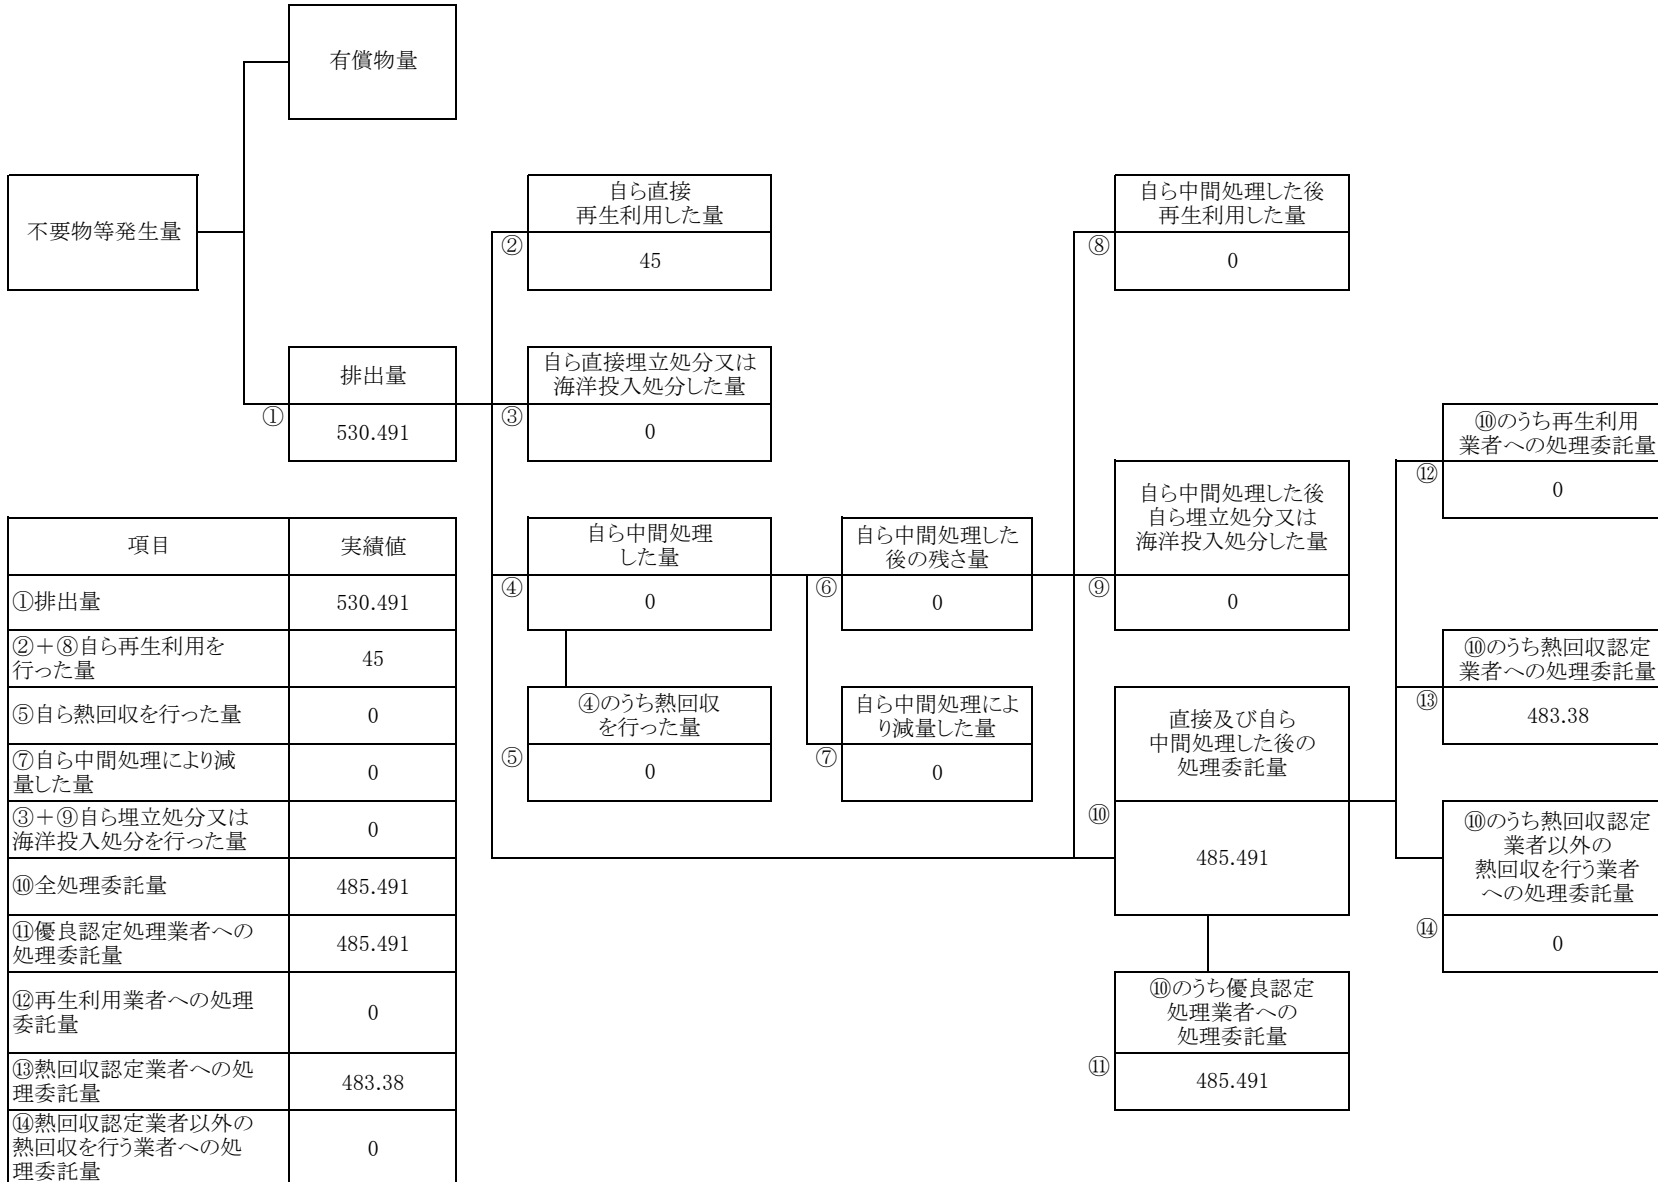 有償物量
不要物等発生量
自ら直接
再生利用した量
②
45
自ら中間処理した後
再生利用した量
⑧
0
排出量
①
530.491
自ら直接埋立処分又は
海洋投入処分した量
③
0
⑩のうち再生利用
業者への処理委託量
⑫
0
自ら中間処理
した量
④
0
自ら中間処理した
後の残さ量
⑥
0
自ら中間処理した後
自ら埋立処分又は
海洋投入処分した量
⑨
0
⑩のうち熱回収認定
業者への処理委託量
⑬
483.38
④のうち熱回収
を行った量
⑤
0
自ら中間処理によ
り減量した量
⑦
0
直接及び自ら
中間処理した後の
処理委託量
⑩
485.491
⑩のうち熱回収認定
業者以外の
熱回収を行う業者
への処理委託量
⑭
0
⑩のうち優良認定
処理業者への
処理委託量
⑪
485.491
項目 実績値
①排出量 530.491
②+⑧自ら再生利用を
行った量 45
⑤自ら熱回収を行った量 0
⑦自ら中間処理により減
量した量 0
③+⑨自ら埋立処分又は
海洋投入処分を行った量 0
⑩全処理委託量 485.491
⑪優良認定処理業者への
処理委託量 485.491
⑫再生利用業者への処理
委託量 0
⑬熱回収認定業者への処
理委託量 483.38
⑭熱回収認定業者以外の
熱回収を行う業者への処
理委託量 0